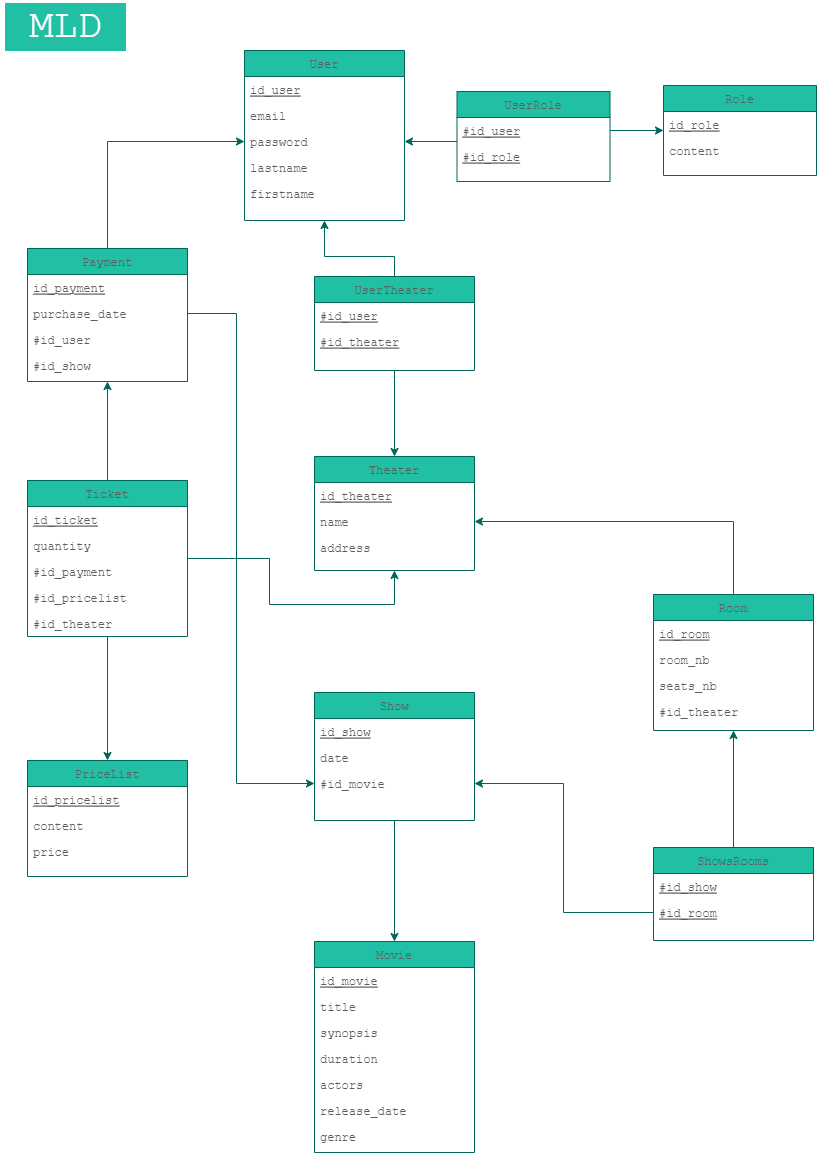 MLD
User
id_user
email
password
lastname
firstname
UserRole
#id_user
#id_role
Role
id_role
content
Payment
id_payment
purchase_date
#id_user
#id_show
UserTheater
#id_user
#id_theater
Ticket
id_ticket
quantity
#id_payment
#id_pricelist
#id_theater
Theater
id_theater
name
address
Room
id_room
room_nb
seats_nb
#id_theater
PriceList
id_pricelist
content
price
Show
id_show
date
#id_movie
ShowsRooms
#id_show
#id_room
Movie
id_movie
title
synopsis
duration
actors
release_date
genre